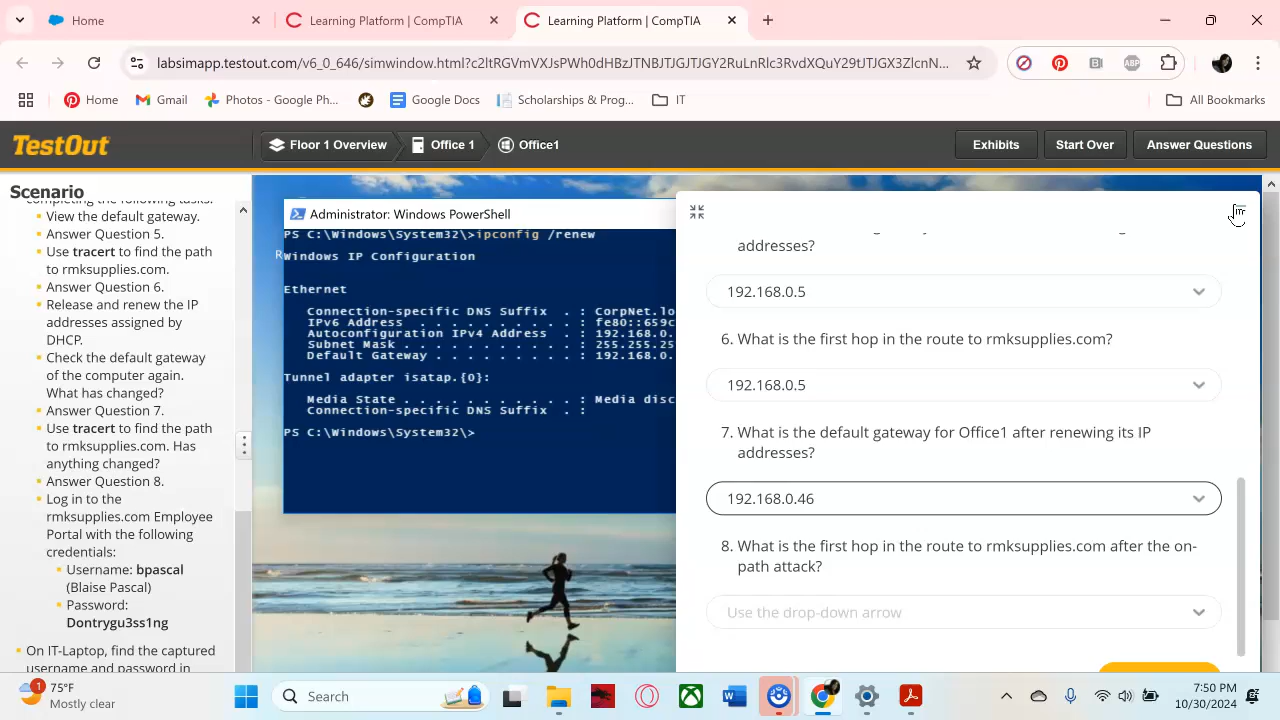 Home
Learning Platform | CompTIA
Learning Platform | CompTIA
labsimapp.testout.com/v6_0_646/simwindow.html?c2ltRGVmVXJsPWh0dHBzJTNBJTJGJTJGY2RuLnRlc3RvdXQuY29tJTJGX3ZlcnN...
Home
Gmail
Photos - Google Ph...
Google Docs
Scholarships & Prog...
IT
All Bookmarks
TestOut
Floor 1 Overview
Office 1
Office1
Exhibits
Start Over
Answer Questions
Scenario
completing the following tasks:
View the default gateway.
Answer Question 5.
Use tracert to find the path
to rmksupplies.com.
Answer Question 6.
Release and renew the IP
addresses assigned by
DHCP.
Check the default gateway
of the computer again.
What has changed?
Answer Question 7.
Use tracert to find the path
to rmksupplies.com. Has
anything changed?
Answer Question 8.
Log in to the
rmksupplies.com Employee
Portal with the following
credentials:
Username: bpascal
(Blaise Pascal)
Password:
Dontrygu3ss1ng
On IT-Laptop, find the captured
username and password in
Administrator: Windows PowerShell
PS C:\Windows\System32\>ipconfig /renew
Windows IP Configuration
Ethernet
Connection-specific DNS Suffix . : CorpNet.lo
IPv6 Address . . . . . . . . . . : fe80::659c
Autoconfiguration IPv4 Address . : 192.168.0.
Subnet Mask . . . . . . . . . . . : 255.255.25
Default Gateway . . . . . . . . . : 192.168.0.
Tunnel adapter isatap.{0}:
Media State . . . . . . . . . . . : Media disc
Connection-specific DNS Suffix . :
PS C:\Windows\System32\>
addresses?
192.168.0.5
6. What is the first hop in the route to rmksupplies.com?
192.168.0.5
7. What is the default gateway for Office1 after renewing its IP
addresses?
192.168.0.46
8. What is the first hop in the route to rmksupplies.com after the on-
path attack?
Use the drop-down arrow
1
75°F
Mostly clear
Search
7:50 PM
10/30/2024